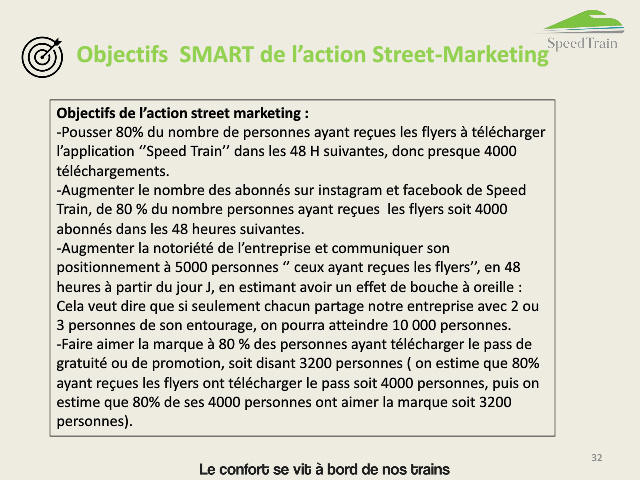 SpeedTrain
Objectifs  SMART de l’action Street-Marketing
Objectifs de l’action street marketing :
-Pousser 80% du nombre de personnes ayant reçues les flyers à télécharger
l’application ‘’Speed Train’’ dans les 48 H suivantes, donc presque 4000
téléchargements.
-Augmenter le nombre des abonnés sur instagram et facebook de Speed
Train, de 80 % du nombre personnes ayant reçues  les flyers soit 4000
abonnés dans les 48 heures suivantes.
-Augmenter la notoriété de l’entreprise et communiquer son
positionnement à 5000 personnes ‘’ ceux ayant reçues les flyers’’, en 48
heures à partir du jour J, en estimant avoir un effet de bouche à oreille :
Cela veut dire que si seulement chacun partage notre entreprise avec 2 ou
3 personnes de son entourage, on pourra atteindre 10 000 personnes.
-Faire aimer la marque à 80 % des personnes ayant télécharger le pass de
gratuité ou de promotion, soit disant 3200 personnes ( on estime que 80%
ayant reçues les flyers ont télécharger le pass soit 4000 personnes, puis on
estime que 80% de ses 4000 personnes ont aimer la marque soit 3200
personnes).
32
Le confort se vit à bord de nos trains